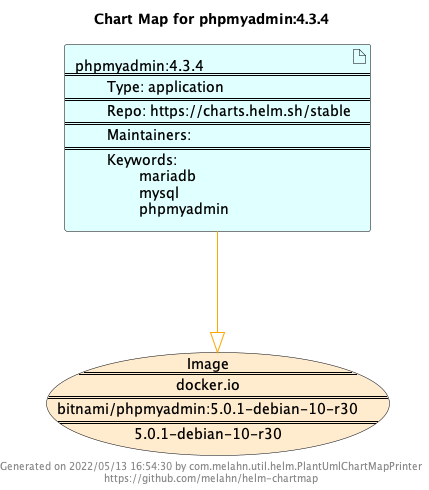 Chart Map for phpmyadmin:4.3.4
phpmyadmin:4.3.4
Type: application
Repo: https://charts.helm.sh/stable
Maintainers:
Keywords:
mariadb
mysql
phpmyadmin
Image
docker.io
bitnami/phpmyadmin:5.0.1-debian-10-r30
5.0.1-debian-10-r30
Generated on 2022/05/13 16:54:30 by com.melahn.util.helm.PlantUmlChartMapPrinter
https://github.com/melahn/helm-chartmap